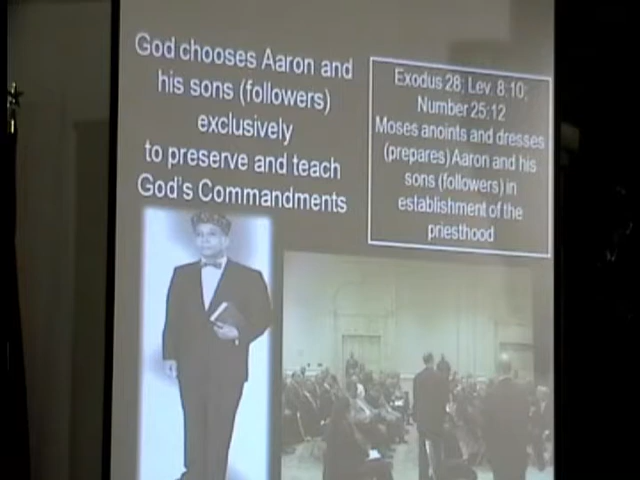 God chooses Aaron and
his sons (followers)
exclusively
to preserve and teach
God's Commandments
Exodus 28; Lev. 8;10;
Number 25:12
Moses anoints and dresses
(prepares) Aaron and his
sons (followers) in
establishment of the
priesthood